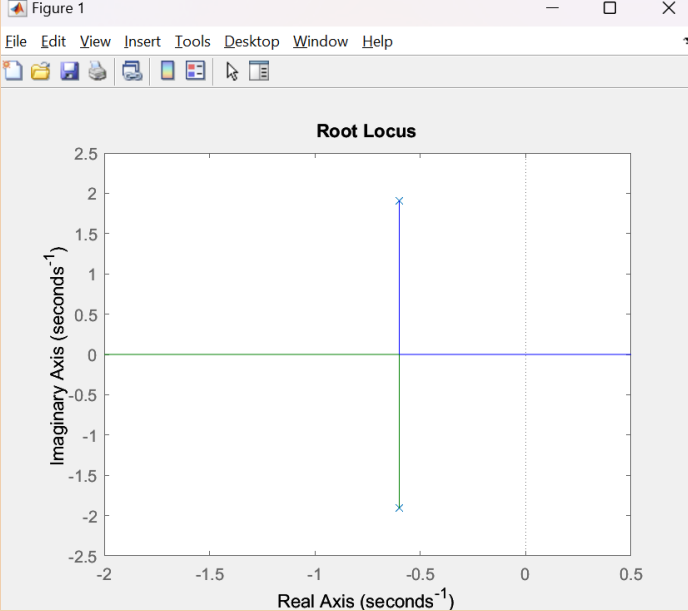 Figure 1
File Edit View Insert Tools Desktop Window Help
Root Locus
2.5
2
1.5
1
0.5
0
-0.5
-1
-1.5
-2
-2.5
Imaginary Axis (seconds⁻¹)
-2 -1.5 -1 -0.5 0 0.5
Real Axis (seconds⁻¹)